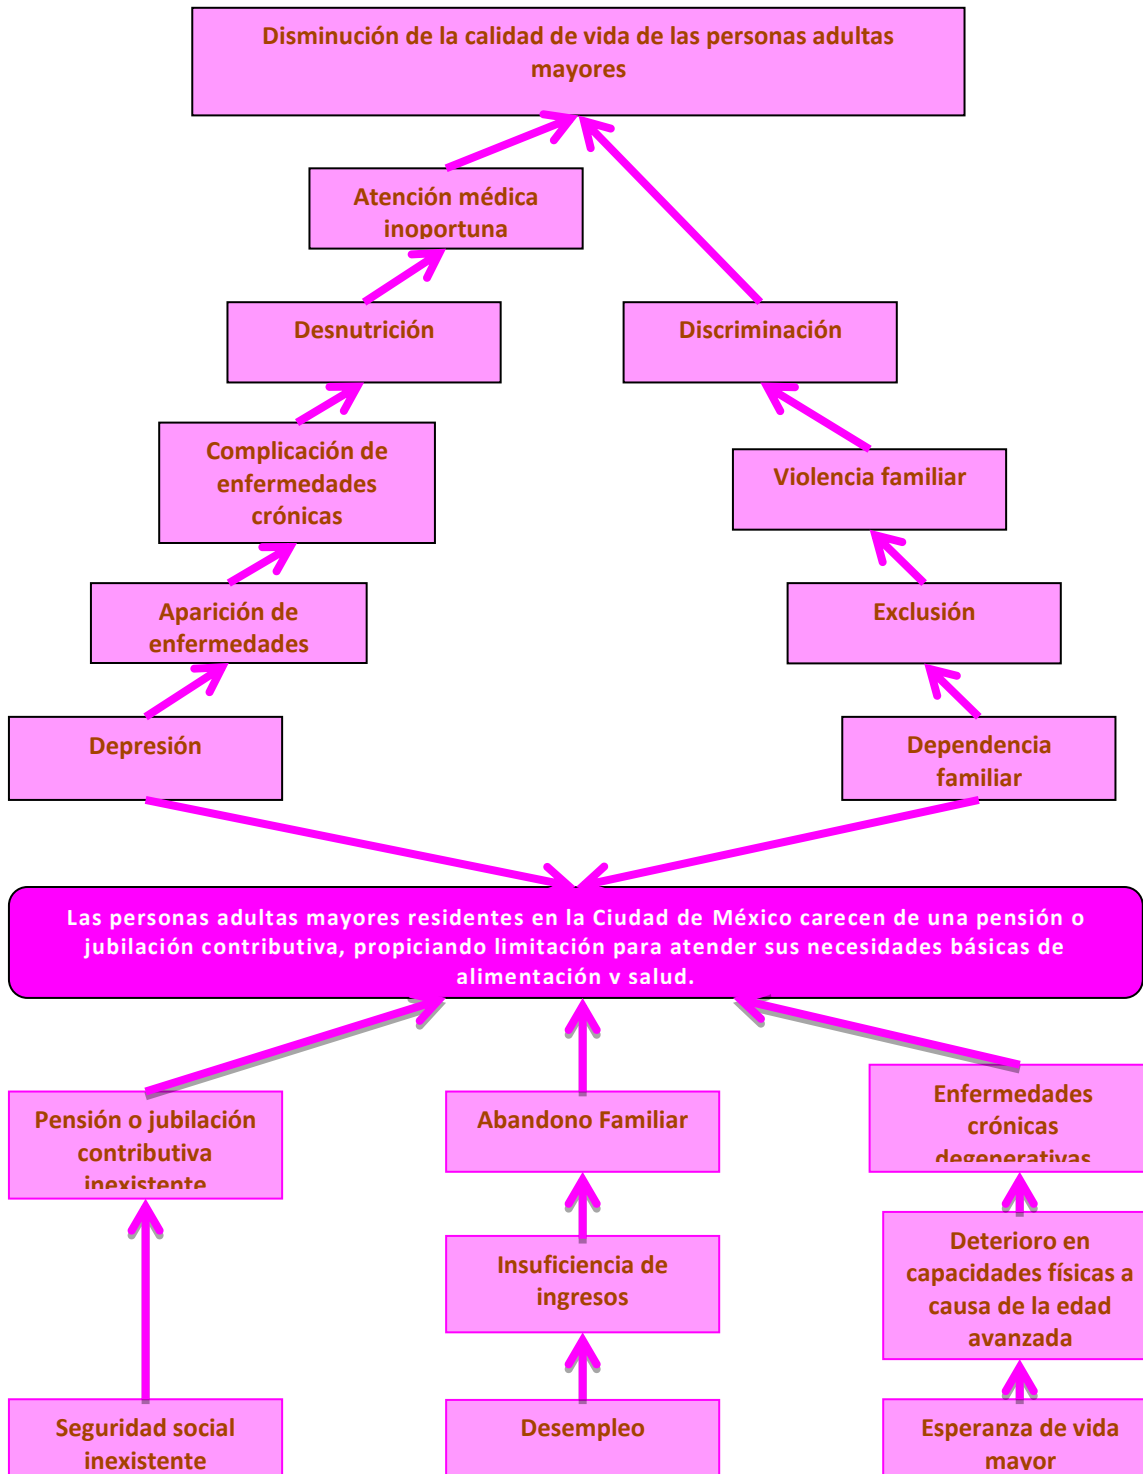 Disminución de la calidad de vida de las personas adultas
mayores
Atención médica
inoportuna
Desnutrición
Discriminación
Complicación de
enfermedades
crónicas
Violencia familiar
Aparición de
enfermedades
Exclusión
Depresión
Dependencia
familiar
Las personas adultas mayores residentes en la Ciudad de México carecen de una pensión o
jubilación contributiva, propiciando limitación para atender sus necesidades básicas de
alimentación y salud.
Pensión o jubilación
contributiva
inexistente
Abandono Familiar
Enfermedades
crónicas
degenerativas
Insuficiencia de
ingresos
Deterioro en
capacidades físicas a
causa de la edad
avanzada
Seguridad social
inexistente
Desempleo
Esperanza de vida
mayor